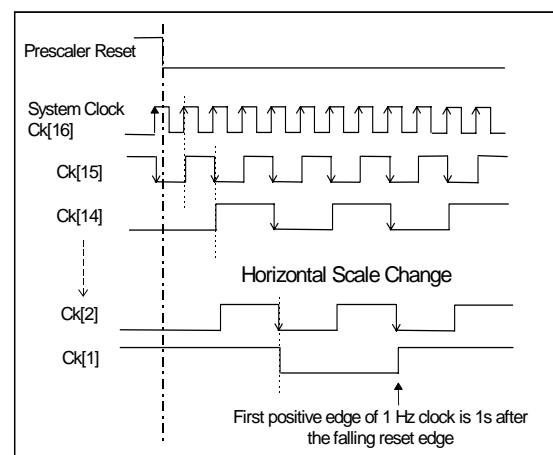 Prescaler Reset
System Clock
Ck[16]
Ck[15]
Ck[14]
Horizontal Scale Change
Ck[2]
Ck[1]
First positive edge of 1 Hz clock is 1s after
the falling reset edge